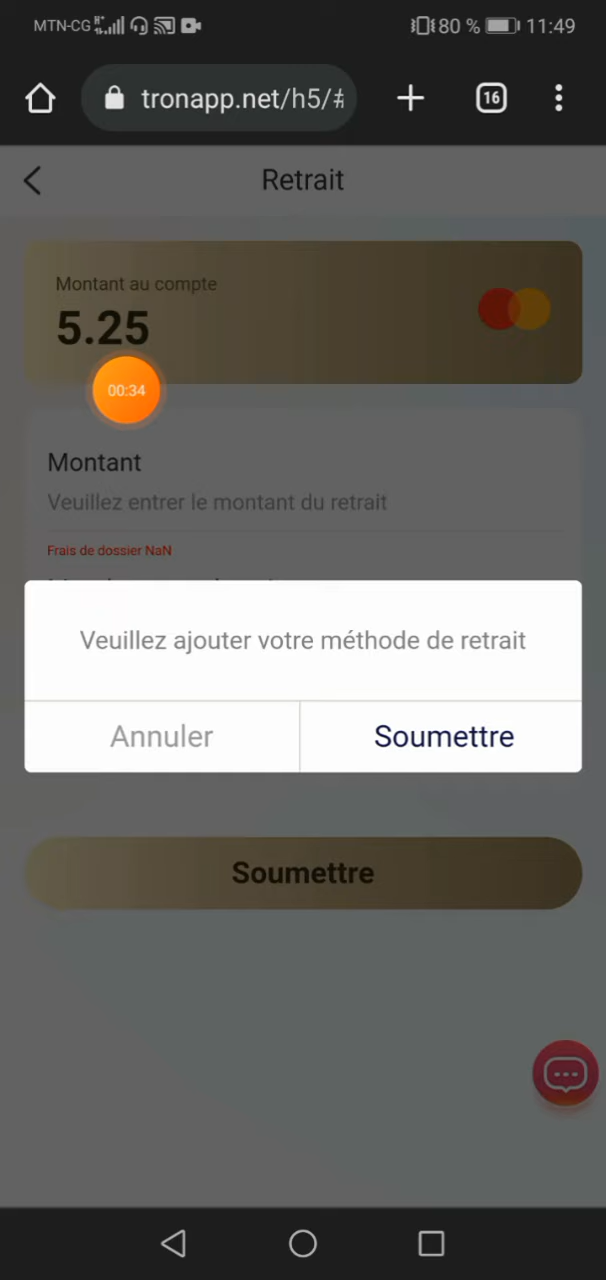 MTN-CG 80 % 11:49
tronapp.net/h5/#
16
Retrait
Montant au compte
5.25
00:34
Montant
Veuillez entrer le montant du retrait
Frais de dossier NaN
Veuillez ajouter votre méthode de retrait
Annuler
Soumettre
Soumettre